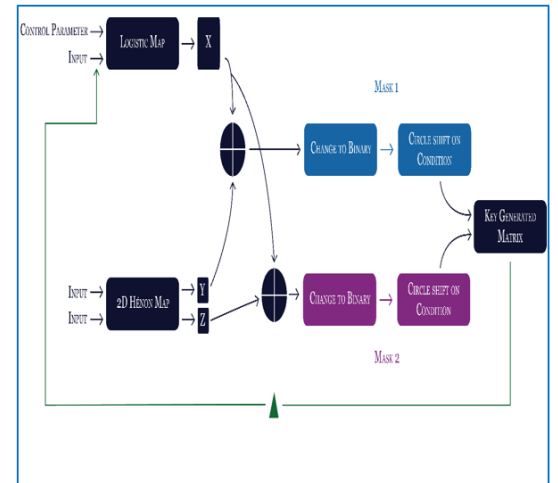 Control Parameter
Input
Logistic Map
X
Mask 1
Change to Binary
Circle shift on
Condition
Key Generated
Matrix
Input
Input
2D Hénon Map
Y
Z
Change to Binary
Circle shift on
Condition
Mask 2